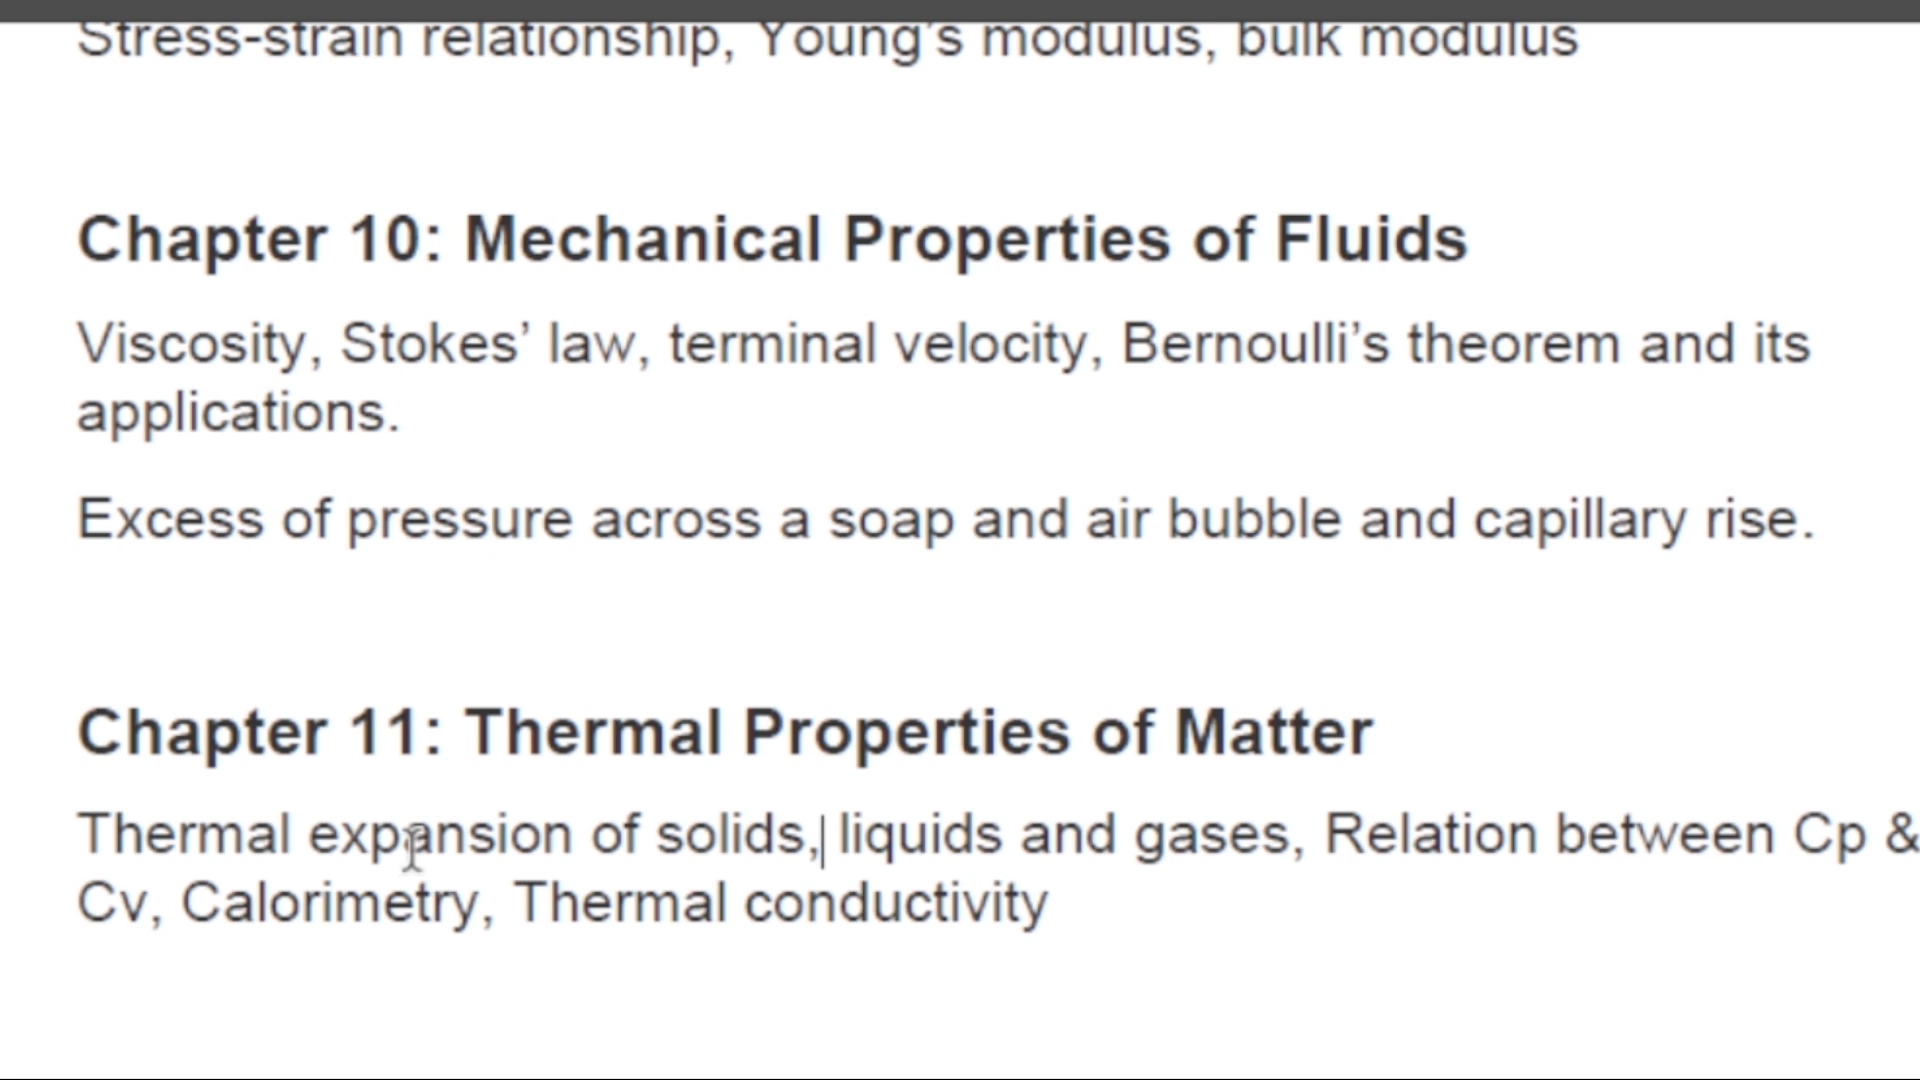 Stress-strain relationship, Young’s modulus, bulk modulus
Chapter 10: Mechanical Properties of Fluids
Viscosity, Stokes’ law, terminal velocity, Bernoulli’s theorem and its
applications.
Excess of pressure across a soap and air bubble and capillary rise.
Chapter 11: Thermal Properties of Matter
Thermal expansion of solids, liquids and gases, Relation between Cp &
Cv, Calorimetry, Thermal conductivity